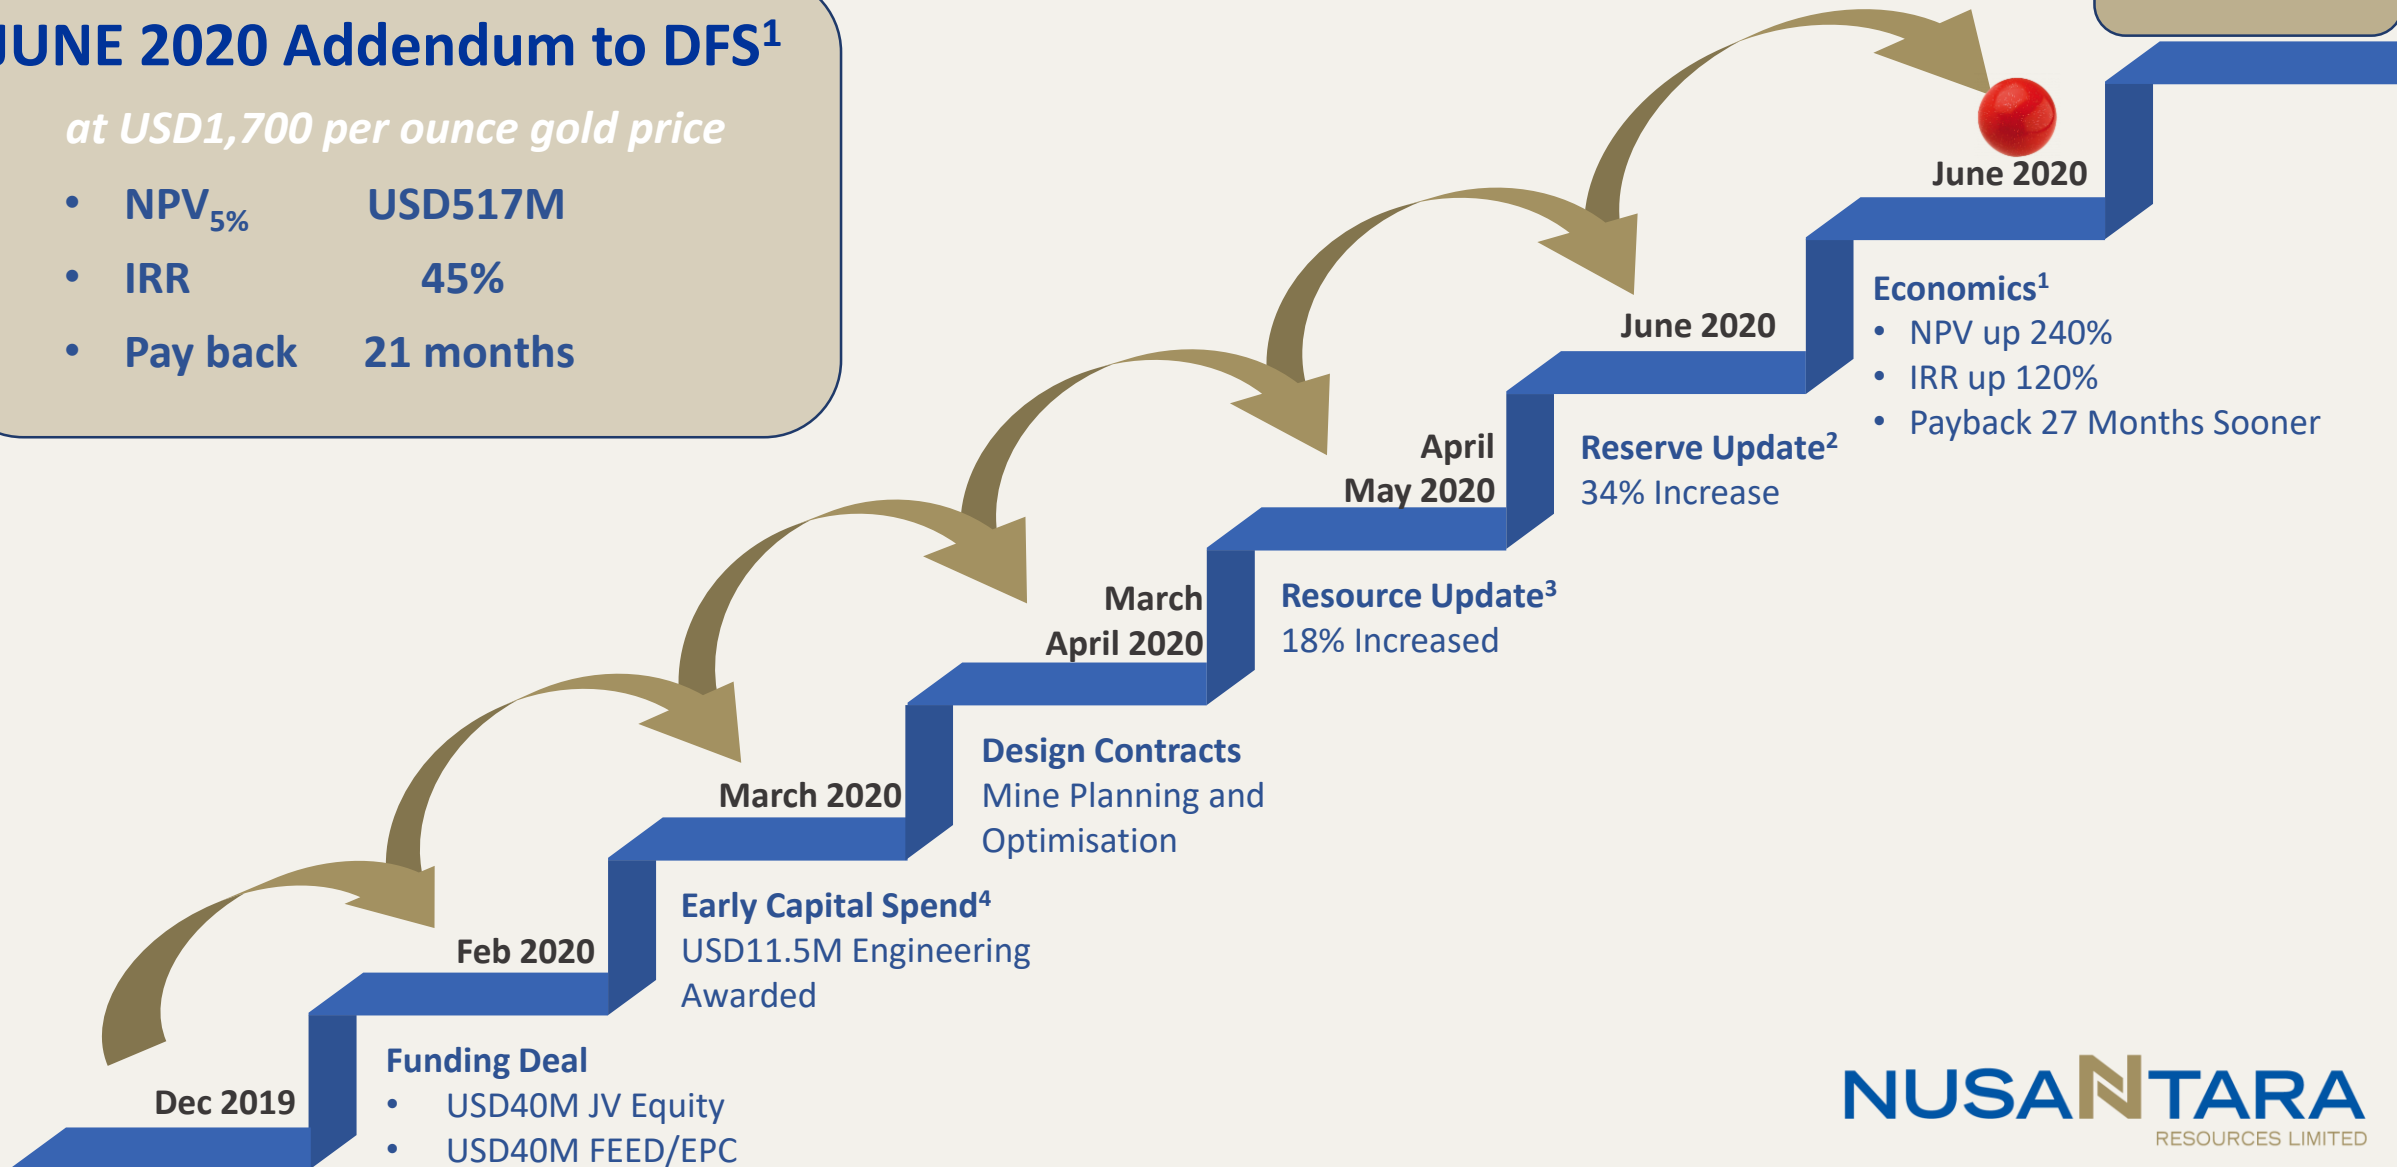 JUNE 2020 Addendum to DFS¹
at USD1,700 per ounce gold price
• NPV5% USD517M
• IRR 45%
• Pay back 21 months
June 2020
Economics¹
• NPV up 240%
• IRR up 120%
• Payback 27 Months Sooner
June 2020
Reserve Update²
34% Increase
April
May 2020
Resource Update³
18% Increased
March
April 2020
Design Contracts
Mine Planning and
Optimisation
March 2020
Early Capital Spend⁴
USD11.5M Engineering
Awarded
Feb 2020
Funding Deal
• USD40M JV Equity
• USD40M FEED/EPC
Dec 2019
NUSANTARA
RESOURCES LIMITED